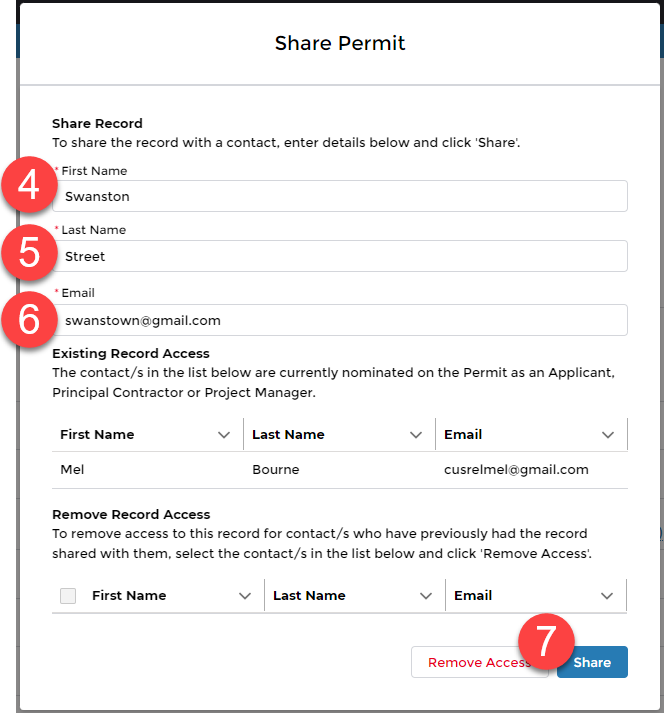 Share Permit
Share Record
To share the record with a contact, enter details below and click 'Share'.
* First Name
4
Swanston
* Last Name
5
Street
* Email
6
swanstown@gmail.com
Existing Record Access
The contact/s in the list below are currently nominated on the Permit as an Applicant,
Principal Contractor or Project Manager.
First Name Last Name Email
Mel Bourne cusrelmel@gmail.com
Remove Record Access
To remove access to this record for contact/s who have previously had the record
shared with them, select the contact/s in the list below and click 'Remove Access'.
First Name Last Name Email
7
Remove Access Share